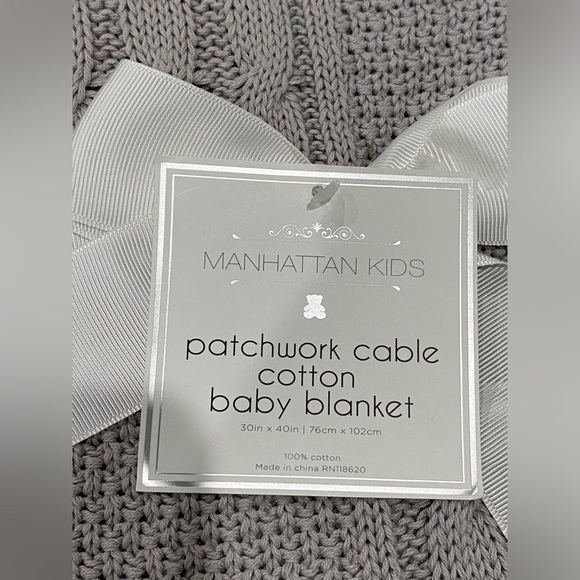 MANHATTAN KIDS
patchwork cable
cotton
baby blanket
30in x 40in | 76cm x 102cm
100% cotton
Made in china RN118620